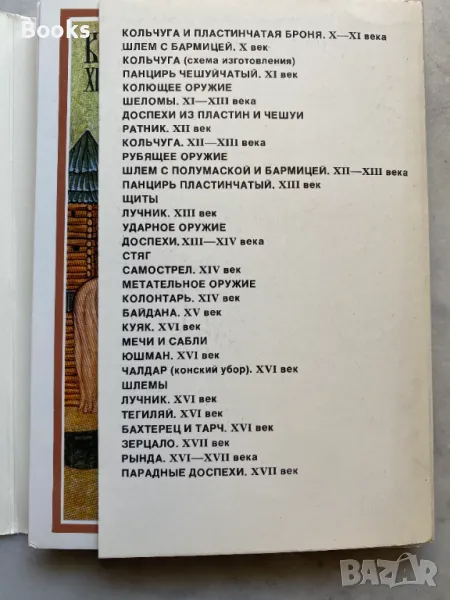 Books
К
XI
КОЛЬЧУГА И ПЛАСТИНЧАТАЯ БРОНЯ. X—XI века
ШЛЕМ С БАРМИЦЕЙ. X век
КОЛЬЧУГА (схема изготовления)
ПАНЦИРЬ ЧЕШУЙЧАТЫЙ. XI век
КОЛЮЩЕЕ ОРУЖИЕ
ШЕЛОМЫ. XI—XIII века
ДОСПЕХИ ИЗ ПЛАСТИН И ЧЕШУИ
РАТНИК. XII век
КОЛЬЧУГА. XII—XIII века
РУБЯЩЕЕ ОРУЖИЕ
ШЛЕМ С ПОЛУМАСКОЙ И БАРМИЦЕЙ. XII—XIII века
ПАНЦИРЬ ПЛАСТИНЧАТЫЙ. XIII век
ЩИТЫ
ЛУЧНИК. XIII век
УДАРНОЕ ОРУЖИЕ
ДОСПЕХИ. XIII—XIV века
СТЯГ
САМОСТРЕЛ. XIV век
МЕТАТЕЛЬНОЕ ОРУЖИЕ
КОЛОНТАРЬ. XIV век
БАЙДАНА. XV век
КУЯК. XVI век
МЕЧИ И САБЛИ
ЮШМАН. XVI век
ЧАЛДАР (конский убор). XVI век
ШЛЕМЫ
ЛУЧНИК. XVI век
ТЕГИЛЯЙ. XVI век
БАХТЕРЕЦ И ТАРЧ. XVI век
ЗЕРЦАЛО. XVII век
РЫНДА. XVI—XVII века
ПАРАДНЫЕ ДОСПЕХИ. XVII век
Books
BAZAR